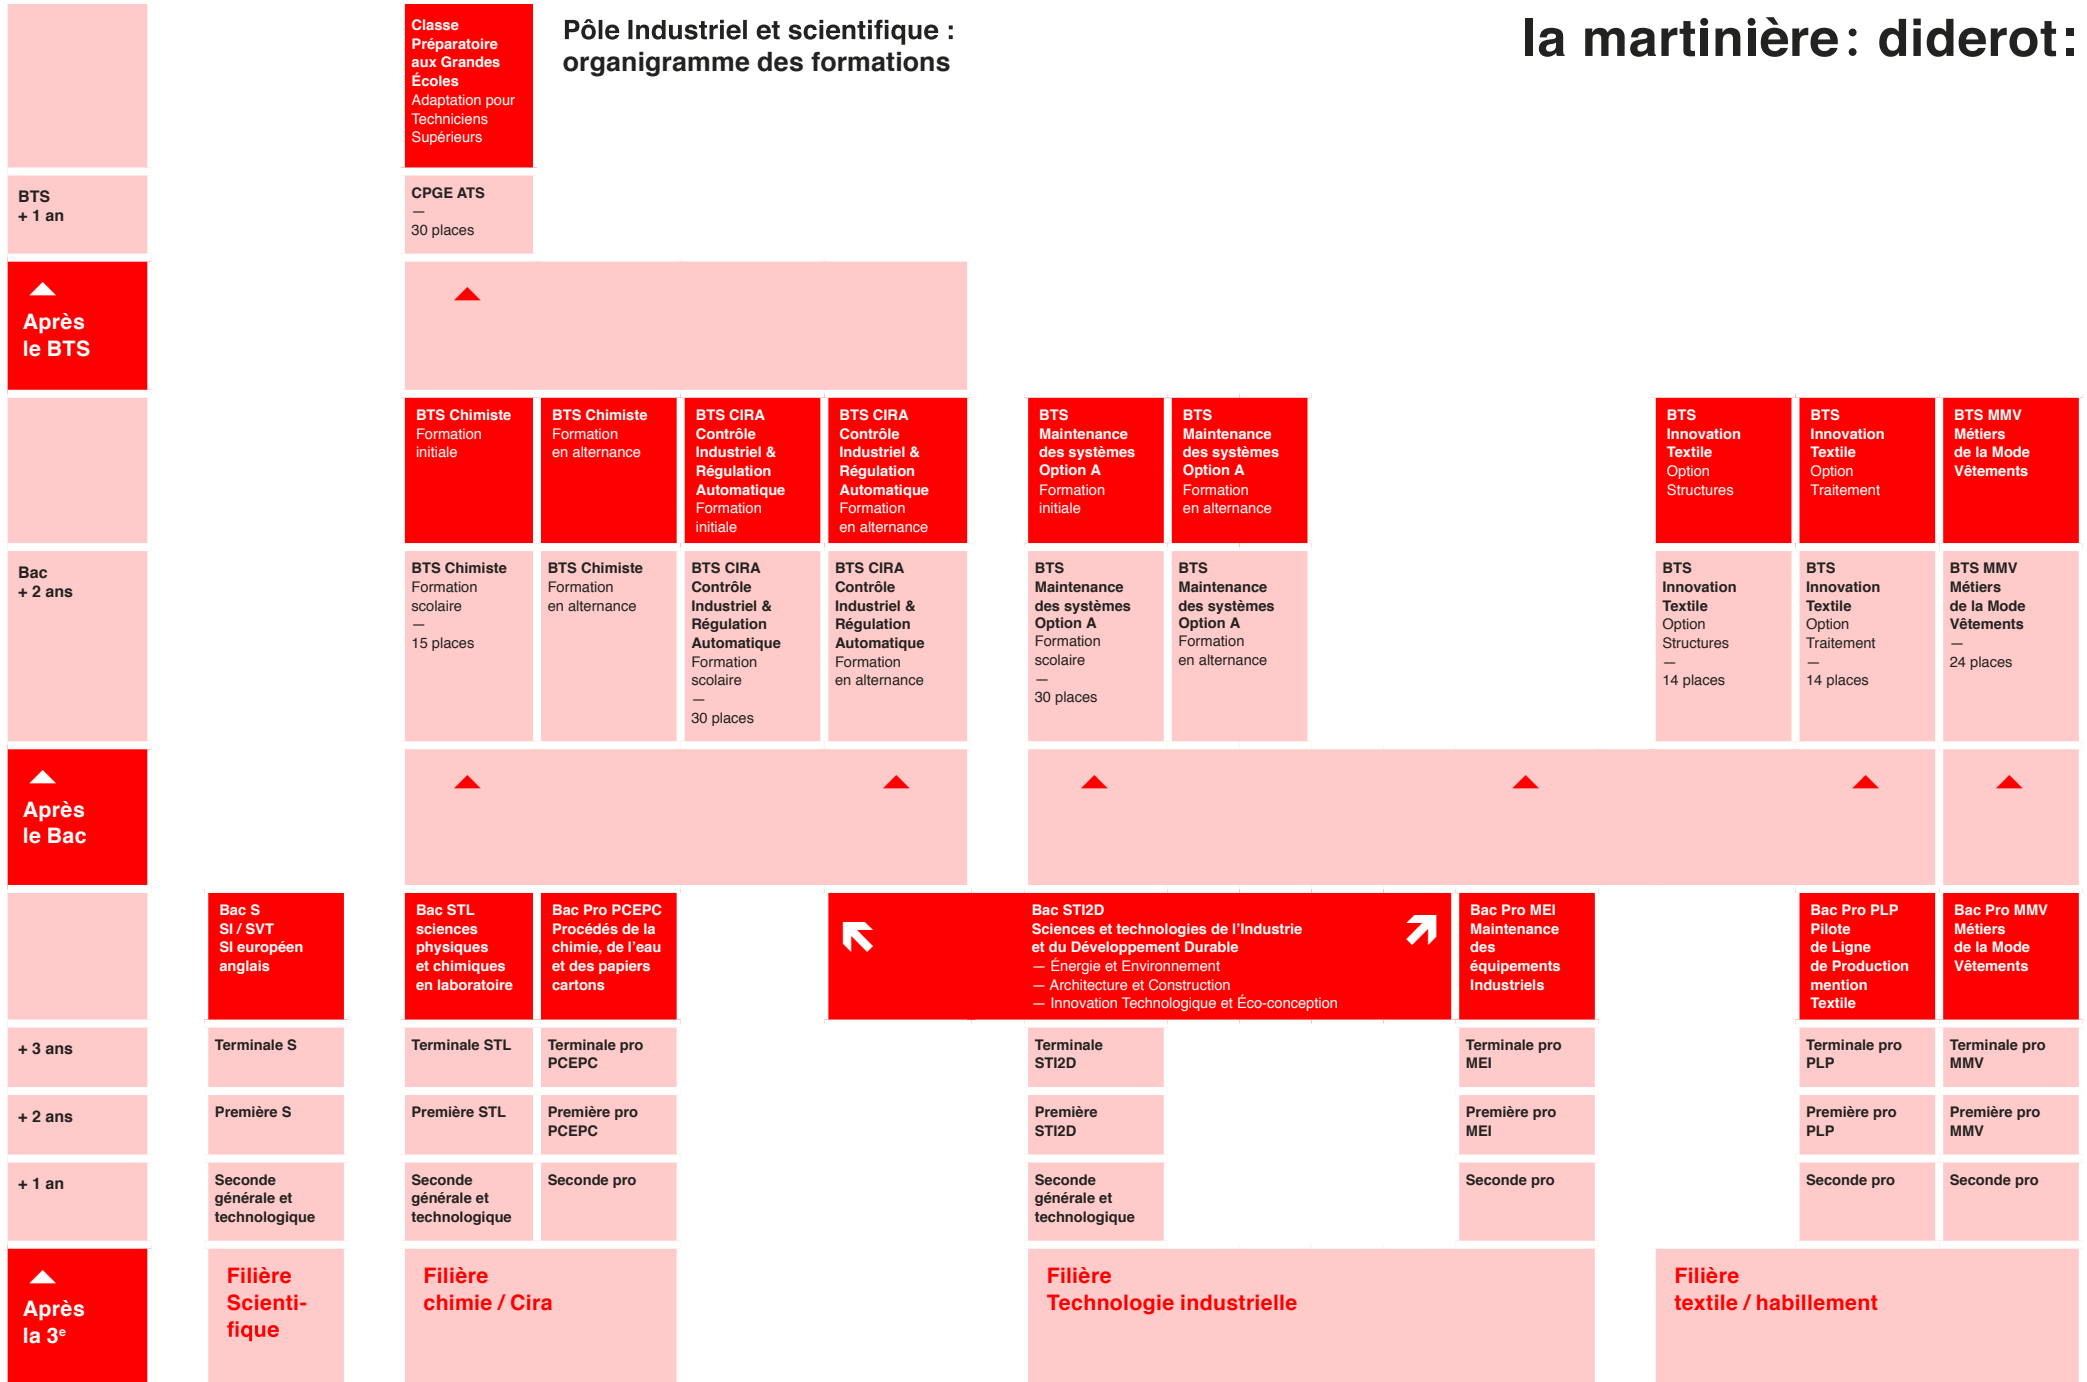 Pôle Industriel et scientifique :
organigramme des formations
la martinière: diderot:
Classe
Préparatoire
aux Grandes
Écoles
Adaptation pour
Techniciens
Supérieurs
BTS
+ 1 an
CPGE ATS
—
30 places
Après
le BTS
BTS Chimiste
Formation
initiale
BTS Chimiste
Formation
en alternance
BTS CIRA
Contrôle
Industriel &
Régulation
Automatique
Formation
initiale
BTS CIRA
Contrôle
Industriel &
Régulation
Automatique
Formation
en alternance
BTS
Maintenance
des systèmes
Option A
Formation
initiale
BTS
Maintenance
des systèmes
Option A
Formation
en alternance
BTS
Innovation
Textile
Option
Structures
BTS
Innovation
Textile
Option
Traitement
BTS MMV
Métiers
de la Mode
Vêtements
Bac
+ 2 ans
BTS Chimiste
Formation
scolaire
—
15 places
BTS Chimiste
Formation
en alternance
BTS CIRA
Contrôle
Industriel &
Régulation
Automatique
Formation
scolaire
—
30 places
BTS CIRA
Contrôle
Industriel &
Régulation
Automatique
Formation
en alternance
BTS
Maintenance
des systèmes
Option A
Formation
scolaire
—
30 places
BTS
Maintenance
des systèmes
Option A
Formation
en alternance
BTS
Innovation
Textile
Option
Structures
—
14 places
BTS
Innovation
Textile
Option
Traitement
—
14 places
BTS MMV
Métiers
de la Mode
Vêtements
—
24 places
Après
le Bac
Bac S
SI / SVT
SI européen
anglais
Bac STL
sciences
physiques
et chimiques
en laboratoire
Bac Pro PCEPC
Procédés de la
chimie, de l'eau
et des papiers
cartons
Bac STI2D
Sciences et technologies de l'Industrie
et du Développement Durable
— Énergie et Environnement
— Architecture et Construction
— Innovation Technologique et Éco-conception
Bac Pro MEI
Maintenance
des
équipements
Industriels
Bac Pro PLP
Pilote
de Ligne
de Production
mention
Textile
Bac Pro MMV
Métiers
de la Mode
Vêtements
+ 3 ans
Terminale S
Terminale STL
Terminale pro
PCEPC
Terminale
STI2D
Terminale pro
MEI
Terminale pro
PLP
Terminale pro
MMV
+ 2 ans
Première S
Première STL
Première pro
PCEPC
Première
STI2D
Première pro
MEI
Première pro
PLP
Première pro
MMV
+ 1 an
Seconde
générale et
technologique
Seconde
générale et
technologique
Seconde pro
Seconde
générale et
technologique
Seconde pro
Seconde pro
Seconde pro
Après
la 3e
Filière
Scienti-
fique
Filière
chimie / Cira
Filière
Technologie industrielle
Filière
textile / habillement